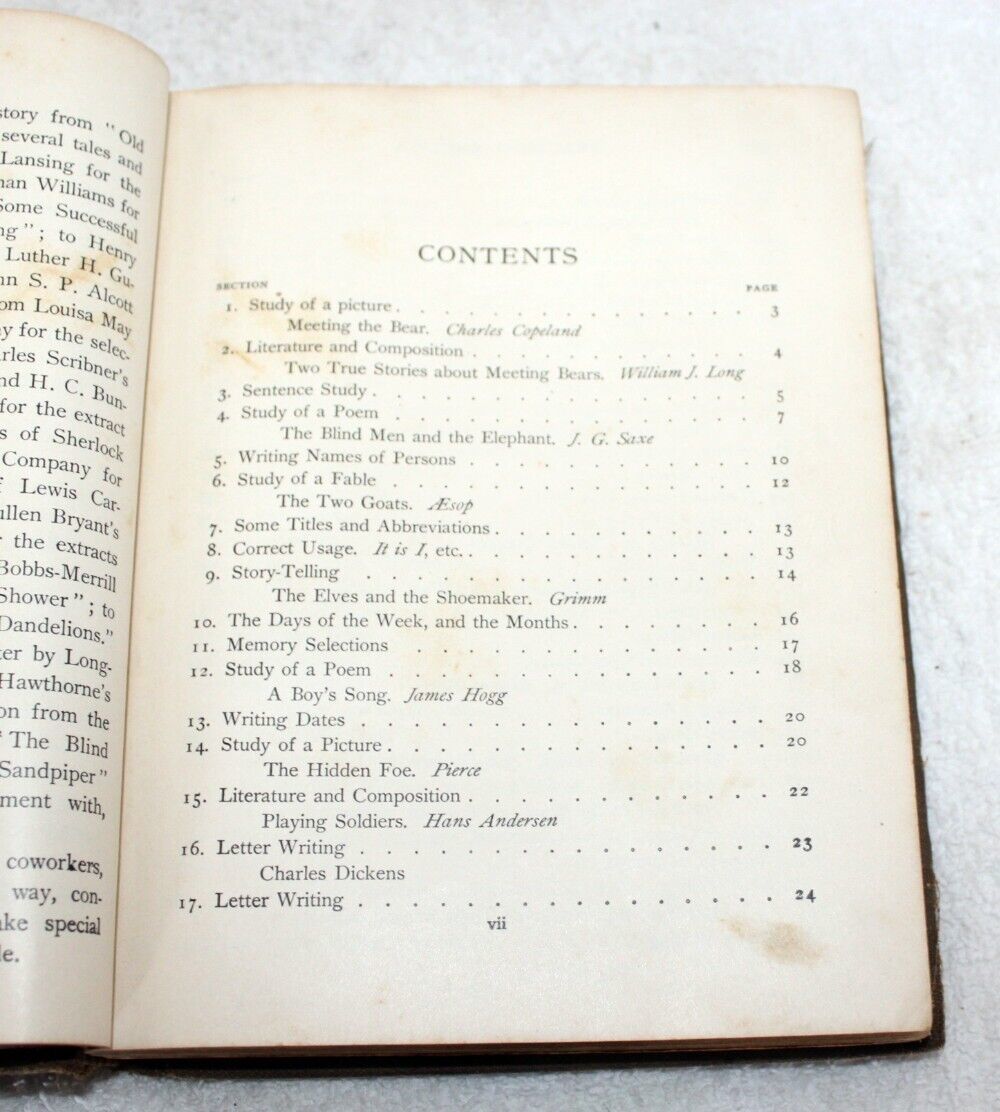 story from "Old
several tales and
Lansing for the
man Williams for
Some Successful
ng"; to Henry
Luther H. Gu-
nn S. P. Alcott
om Louisa May
ay for the selec-
arles Scribner's
nd H. C. Bun-
for the extract
s of Sherlock
Company for
f Lewis Car-
ullen Bryant's
r the extracts
Bobbs-Merrill
Shower"; to
Dandelions."
ter by Long-
Hawthorne's
on from the
"The Blind
Sandpiper"
ment with,
coworkers,
way, con-
ake special
le.
CONTENTS
SECTION PAGE
1. Study of a picture . . . . . . . . . . . . . . . 3
Meeting the Bear. Charles Copeland
2. Literature and Composition . . . . . . . . . . . . 4
Two True Stories about Meeting Bears. William J. Long
3. Sentence Study . . . . . . . . . . . . . . . . 5
4. Study of a Poem . . . . . . . . . . . . . . . 7
The Blind Men and the Elephant. J. G. Saxe
5. Writing Names of Persons . . . . . . . . . . . . 10
6. Study of a Fable . . . . . . . . . . . . . . . 12
The Two Goats. Æsop
7. Some Titles and Abbreviations . . . . . . . . . . . 13
8. Correct Usage. It is I, etc. . . . . . . . . . . . . 13
9. Story-Telling . . . . . . . . . . . . . . . . 14
The Elves and the Shoemaker. Grimm
10. The Days of the Week, and the Months . . . . . . . . 16
11. Memory Selections . . . . . . . . . . . . . . 17
12. Study of a Poem . . . . . . . . . . . . . . . 18
A Boy's Song. James Hogg
13. Writing Dates . . . . . . . . . . . . . . . . 20
14. Study of a Picture . . . . . . . . . . . . . . . 20
The Hidden Foe. Pierce
15. Literature and Composition . . . . . . . . . . . . 22
Playing Soldiers. Hans Andersen
16. Letter Writing . . . . . . . . . . . . . . . . 23
Charles Dickens
17. Letter Writing . . . . . . . . . . . . . . . . 24
vii